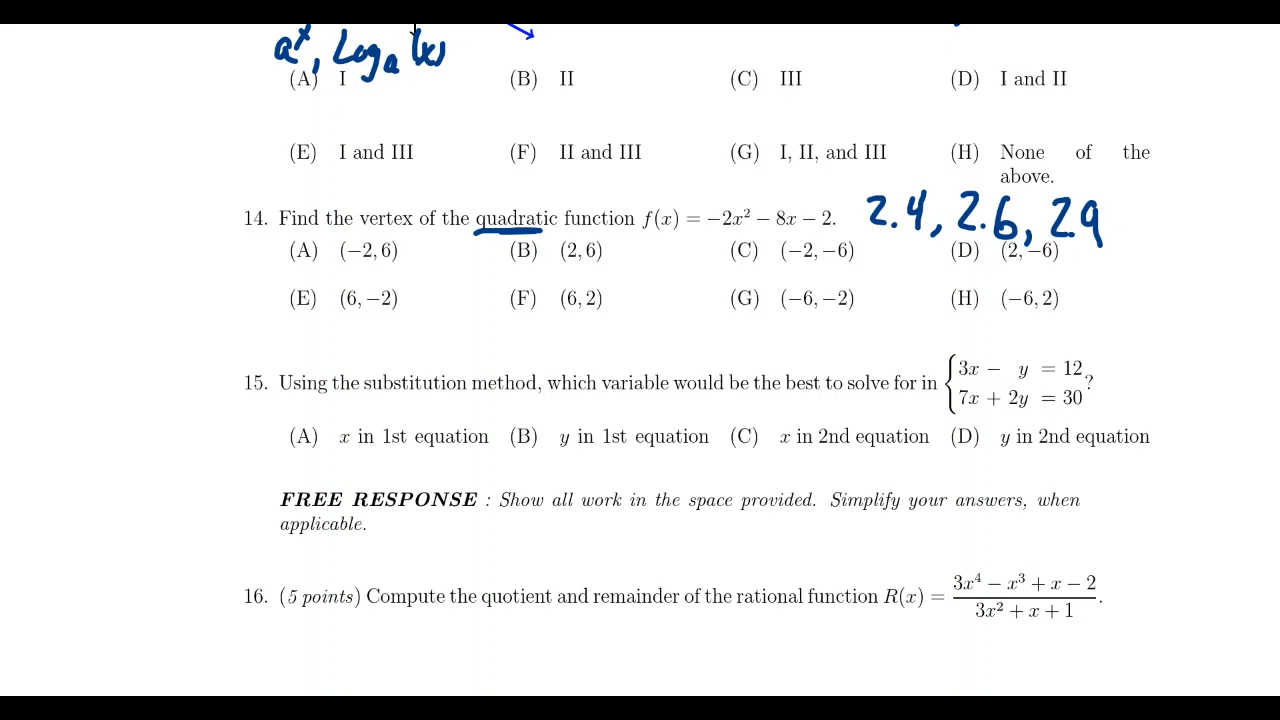 aˣ, Logₐ(x)
(A) I (B) II (C) III (D) I and II
(E) I and III (F) II and III (G) I, II, and III (H) None of the above.
14. Find the vertex of the quadratic function f(x) = −2x² − 8x − 2. 2.4, 2.6, 2.9
(A) (−2, 6) (B) (2, 6) (C) (−2, −6) (D) (2, −6)
(E) (6, −2) (F) (6, 2) (G) (−6, −2) (H) (−6, 2)
15. Using the substitution method, which variable would be the best to solve for in { 3x − y = 12
7x + 2y = 30 ?
(A) x in 1st equation (B) y in 1st equation (C) x in 2nd equation (D) y in 2nd equation
FREE RESPONSE : Show all work in the space provided. Simplify your answers, when
applicable.
16. (5 points) Compute the quotient and remainder of the rational function R(x) = 3x⁴ − x³ + x − 2
3x² + x + 1.